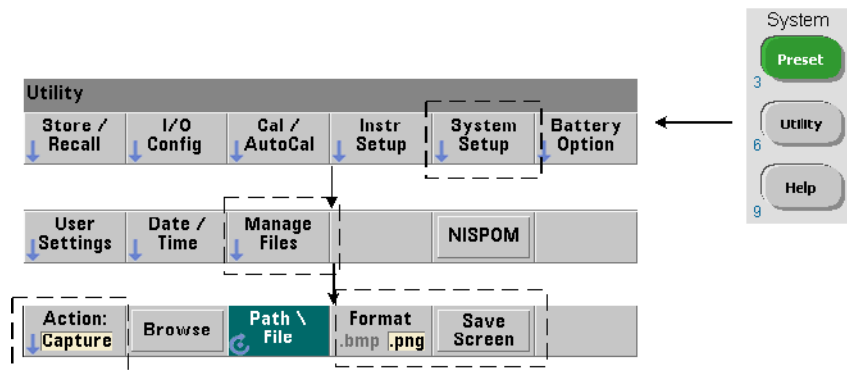 System
Preset
3
Utility
6
Help
9
Utility
Store / Recall
I/O Config
Cal / AutoCal
Instr Setup
System Setup
Battery Option
User Settings
Date / Time
Manage Files
NISPOM
Action: Capture
Browse
Path \ File
Format .bmp .png
Save Screen